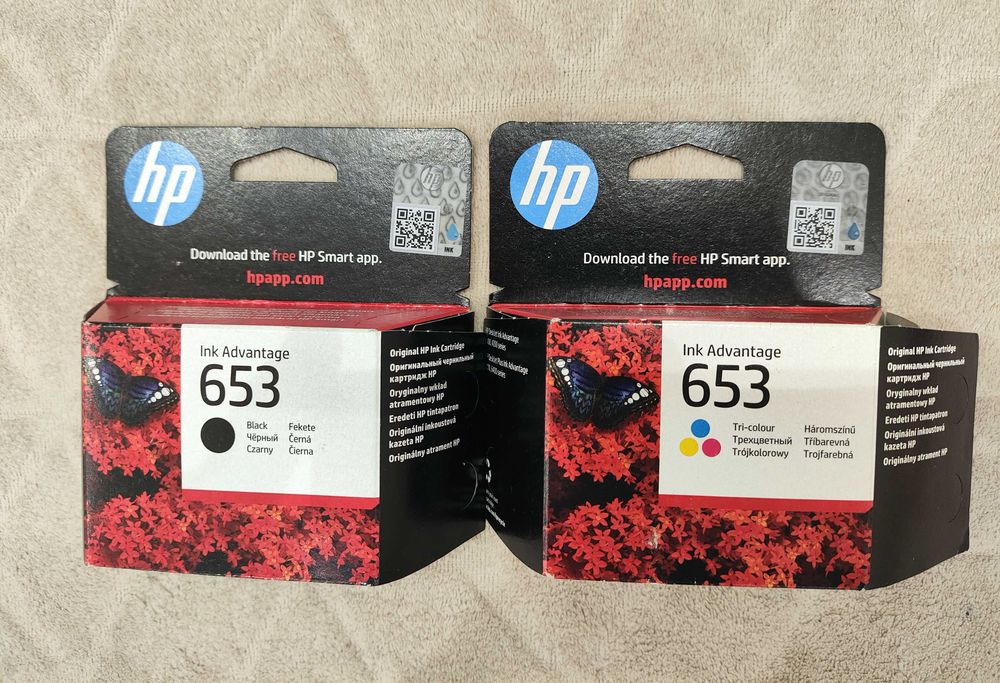 hp
hp
INK
Download the free HP Smart app.
hpapp.com
Ink Advantage
653
Black
Чёрный
Czarny
Fekete
Černá
Čierna
Original HP Ink Cartridge
Оригинальный чернильный
картридж HP
Oryginalny wkład
atramentowy HP
Eredeti HP tintapatron
Originální inkoustová
kazeta HP
Originálny atrament HP
hp
hp
INK
Download the free HP Smart app.
hpapp.com
Ink Advantage
653
Tri-colour
Трехцветный
Trójkolorowy
Háromszínű
Tříbarevná
Trojfarebná
Original HP Ink Cartridge
Оригинальный чернильный
картридж HP
Oryginalny wkład
atramentowy HP
Eredeti HP tintapatron
Originální inkoustová
kazeta HP
Originálny atrament HP